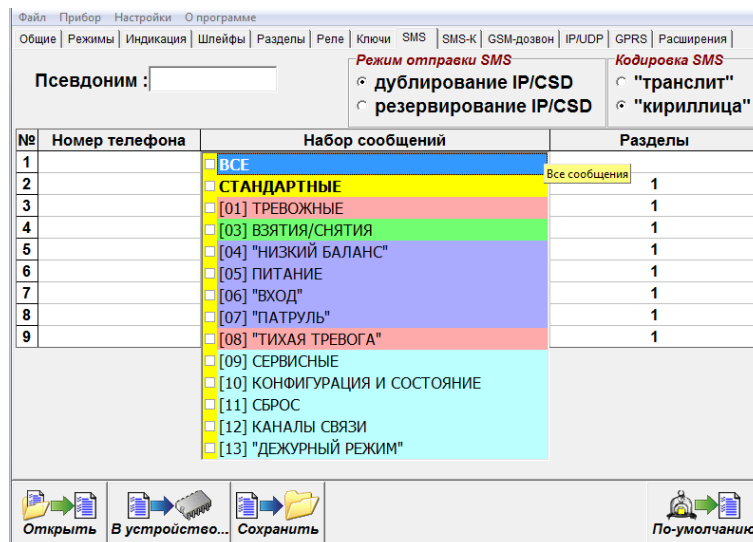 Файл Прибор Настройки О программе
Общие Режимы Индикация Шлейфы Разделы Реле Ключи SMS SMS-K GSM-дозвон IP/UDP GPRS Расширения
Псевдоним :
Режим отправки SMS
дублирование IP/CSD
резервирование IP/CSD
Кодировка SMS
"транслит"
"кириллица"
№ Номер телефона Набор сообщений Разделы
1 ВСЕ
Все сообщения
2 СТАНДАРТНЫЕ 1
3 [01] ТРЕВОЖНЫЕ 1
4 [03] ВЗЯТИЯ/СНЯТИЯ 1
5 [04] "НИЗКИЙ БАЛАНС" 1
6 [05] ПИТАНИЕ 1
7 [06] "ВХОД" 1
8 [07] "ПАТРУЛЬ" 1
9 [08] "ТИХАЯ ТРЕВОГА" 1
[09] СЕРВИСНЫЕ
[10] КОНФИГУРАЦИЯ И СОСТОЯНИЕ
[11] СБРОС
[12] КАНАЛЫ СВЯЗИ
[13] "ДЕЖУРНЫЙ РЕЖИМ"
Открыть В устройство... Сохранить По-умолчанию